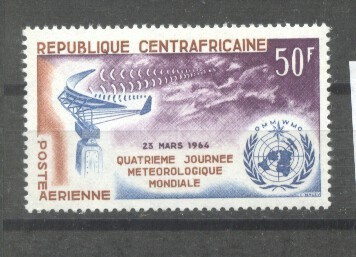 REPUBLIQUE CENTRAFRICAINE
50F
OMM WMO
23 MARS 1964
QUATRIEME JOURNEE
METEOROLOGIQUE
MONDIALE
POSTE
AERIENNE